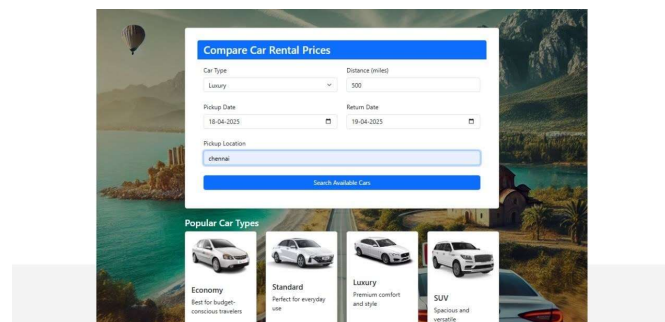 Compare Car Rental Prices
Car Type
Distance (miles)
Luxury
500
Pickup Date
Return Date
18-04-2025
19-04-2025
Pickup Location
chennai
Search Available Cars
Popular Car Types
Economy
Best for budget-
conscious travelers
Standard
Perfect for everyday
use
Luxury
Premium comfort
and style
SUV
Spacious and
versatile